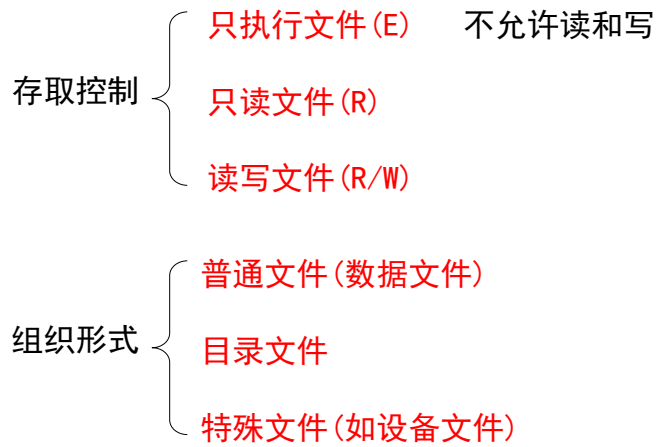 只执行文件(E) 不允许读和写
存取控制
只读文件(R)
读写文件(R/W)
普通文件(数据文件)
组织形式
目录文件
特殊文件(如设备文件)